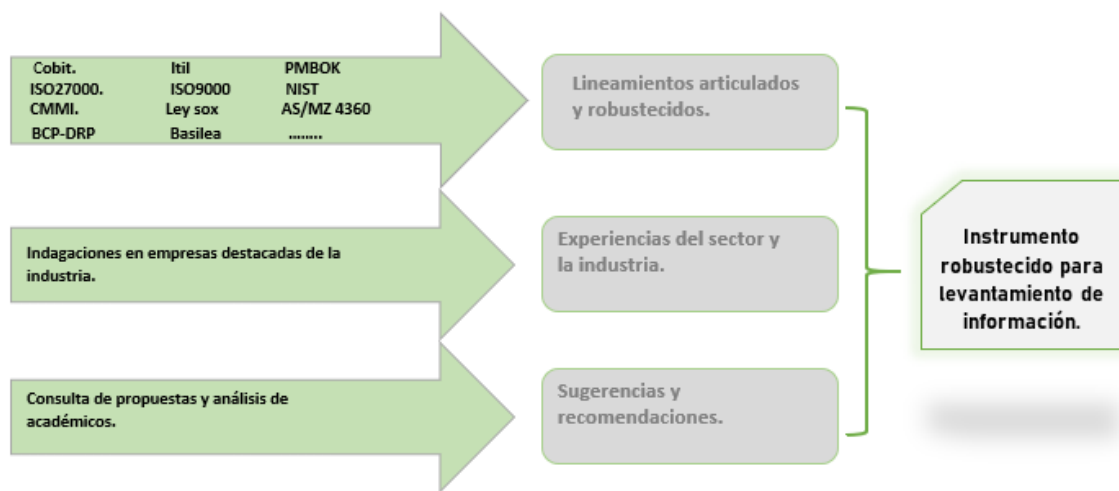 Cobit. Itil PMBOK
ISO27000. ISO9000 NIST
CMMI. Ley sox AS/MZ 4360
BCP-DRP Basilea ........
Lineamientos articulados
y robustecidos.
Indagaciones en empresas destacadas de la
industria.
Experiencias del sector y
la industria.
Consulta de propuestas y análisis de
académicos.
Sugerencias y
recomendaciones.
Instrumento
robustecido para
levantamiento de
información.